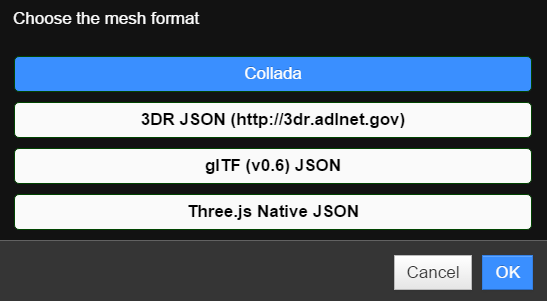 Choose the mesh format
Collada
3DR JSON (http://3dr.adlnet.gov)
glTF (v0.6) JSON
Three.js Native JSON
Cancel
OK